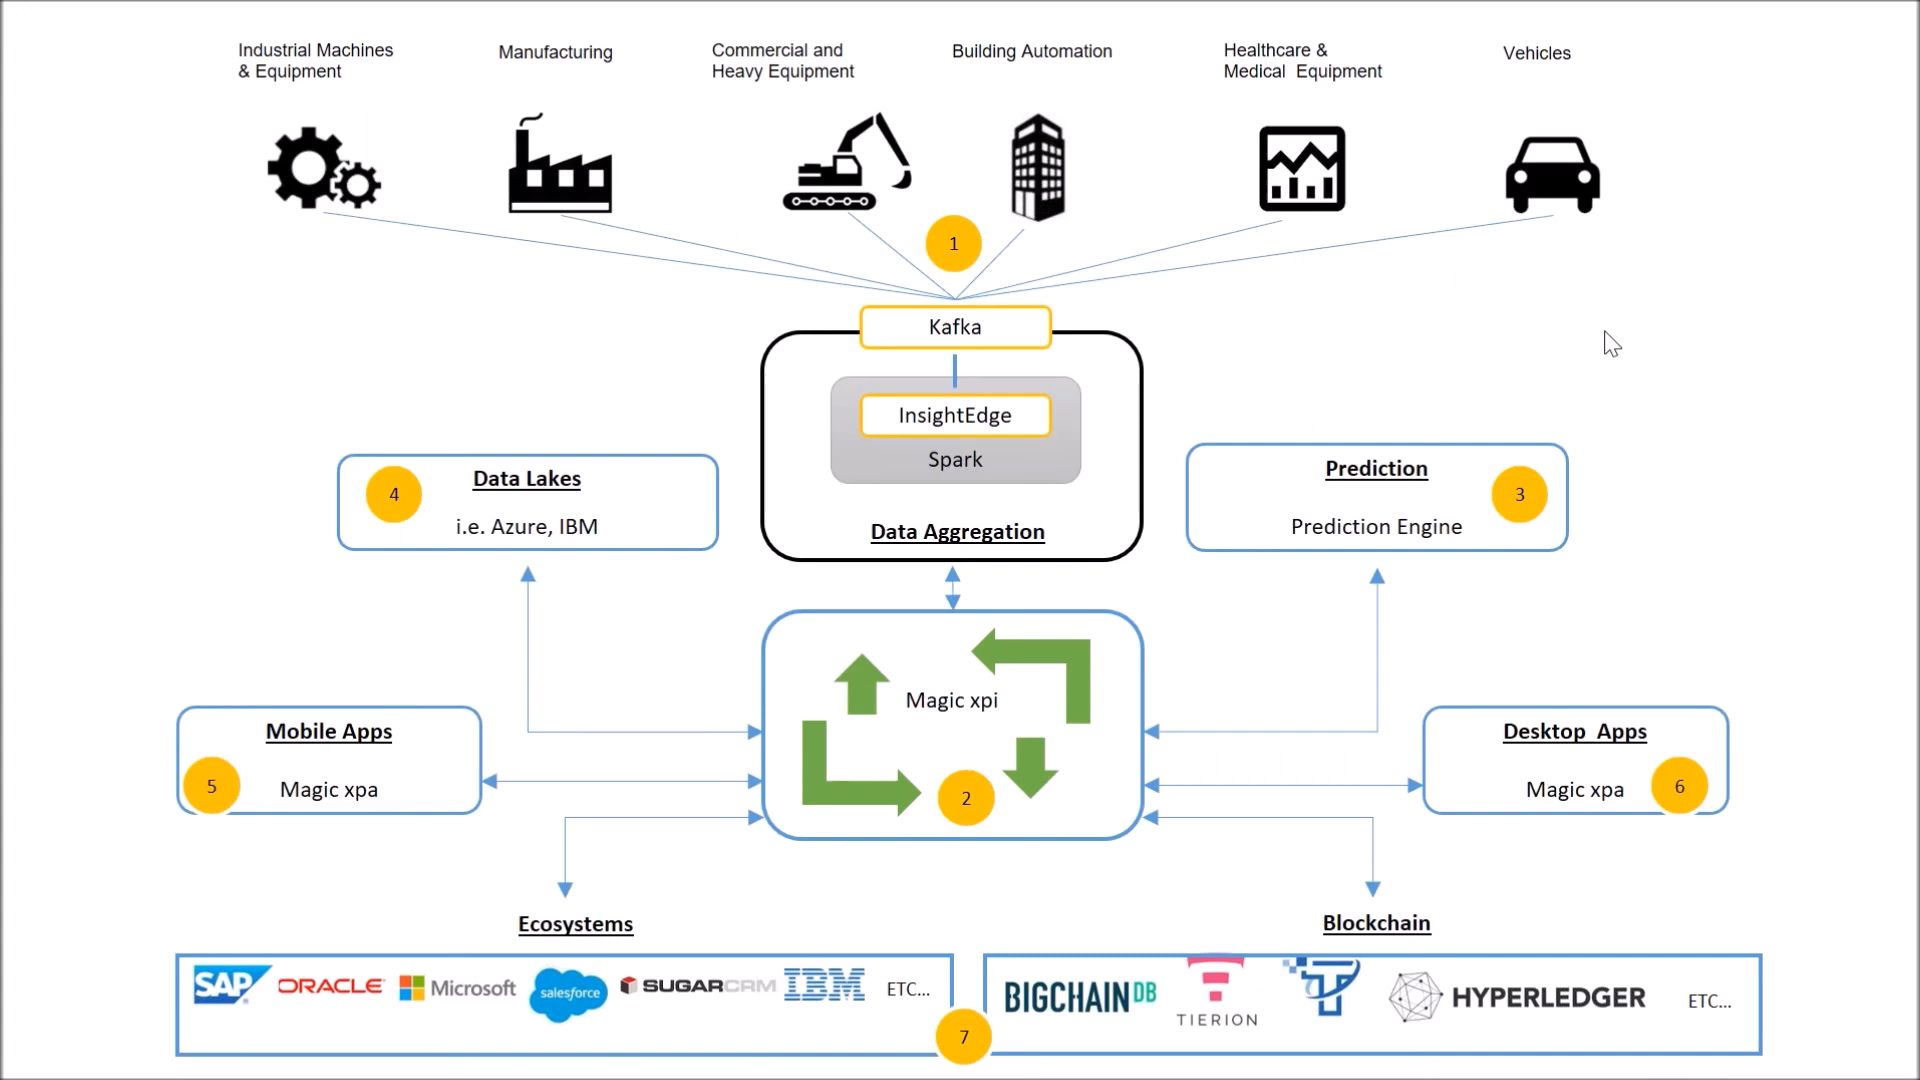 Industrial Machines
& Equipment
Manufacturing
Commercial and
Heavy Equipment
Building Automation
Healthcare &
Medical Equipment
Vehicles
1
Kafka
InsightEdge
Spark
Data Aggregation
4
Data Lakes
i.e. Azure, IBM
Prediction
3
Prediction Engine
Magic xpi
2
Mobile Apps
5
Magic xpa
Desktop Apps
Magic xpa
6
Ecosystems
Blockchain
SAP ORACLE Microsoft salesforce SUGARCRM IBM ETC...
BIGCHAINDB TIERION HYPERLEDGER ETC...
7